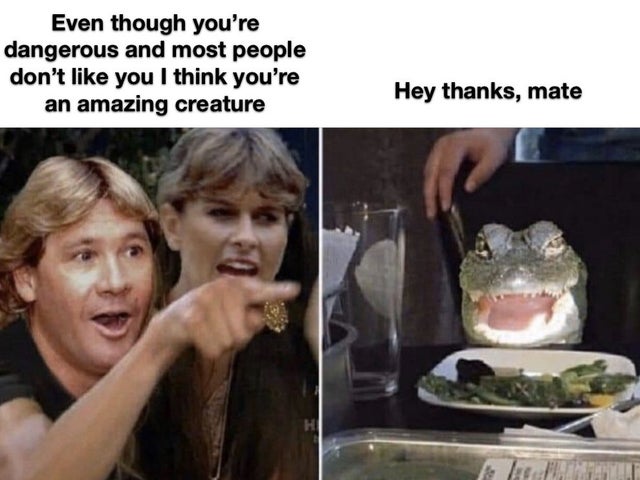 Even though you're
dangerous and most people
don't like you I think you're
an amazing creature
Hey thanks, mate